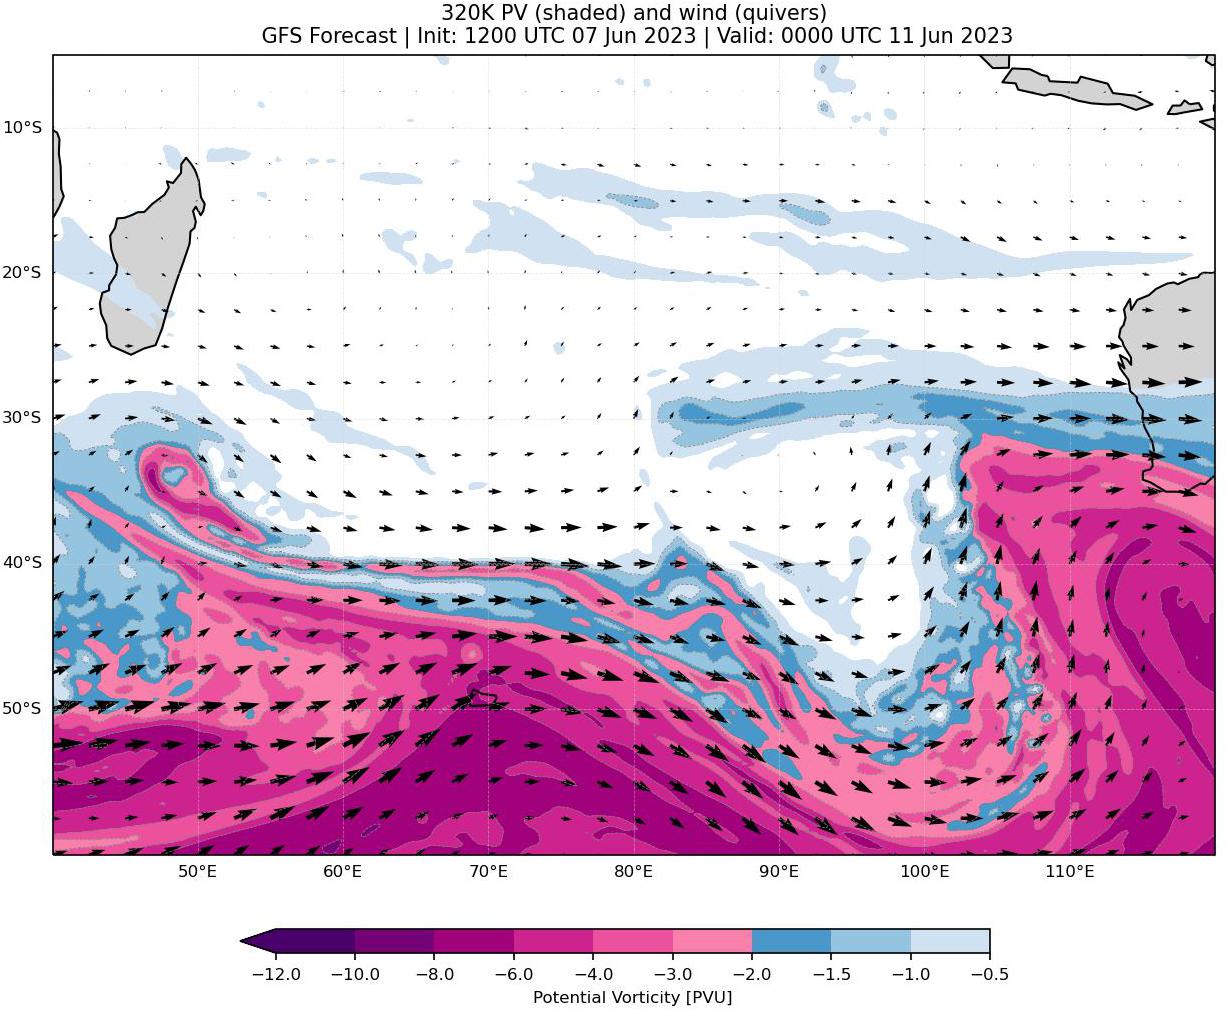 320K PV (shaded) and wind (quivers)
GFS Forecast | Init: 1200 UTC 07 Jun 2023 | Valid: 0000 UTC 11 Jun 2023
10°S
20°S
30°S
40°S
50°S
50°E 60°E 70°E 80°E 90°E 100°E 110°E
−12.0 −10.0 −8.0 −6.0 −4.0 −3.0 −2.0 −1.5 −1.0 −0.5
Potential Vorticity [PVU]